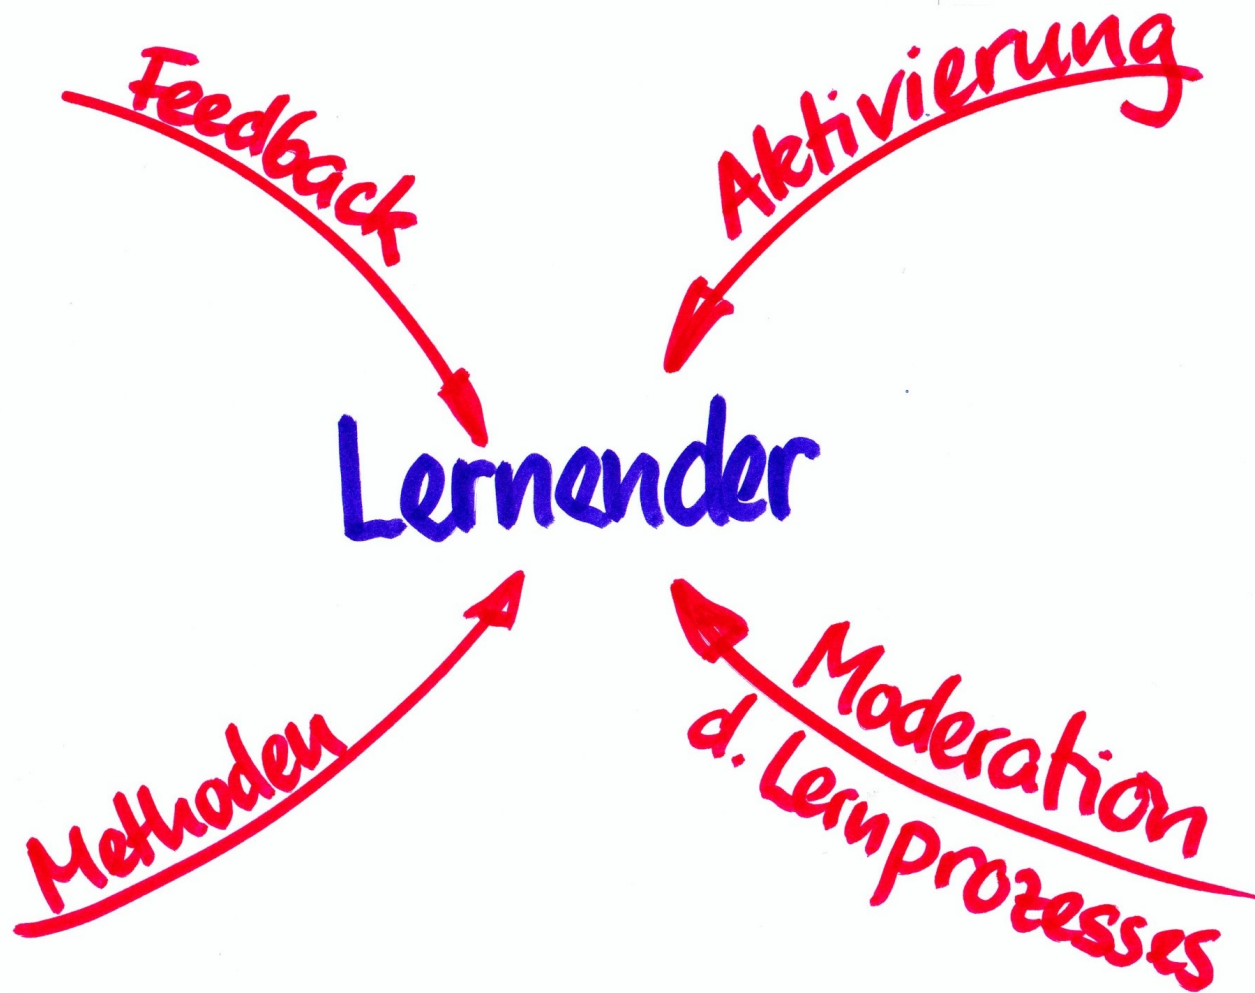 Feedback
Aktivierung
Lernender
Methoden
Moderation
d. Lernprozesses